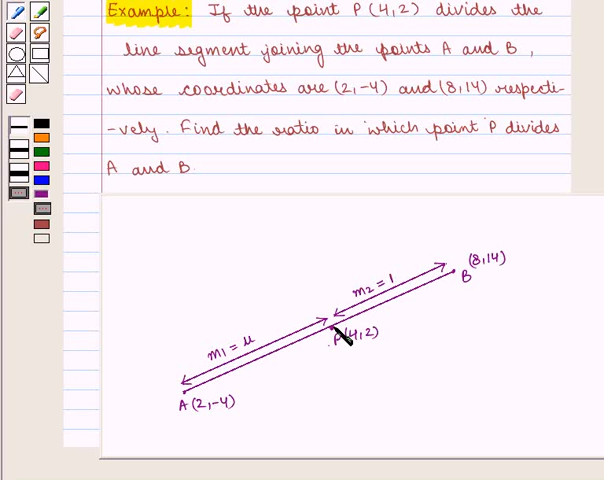 Example: If the point P (4,2) divides the
line segment joining the points A and B,
whose coordinates are (2,-4) and (8,14) respecti-
-vely. Find the ratio in which point P divides
A and B
(8,14)
B
m2 = 1
m1 = μ
P(4,2)
A (2,-4)